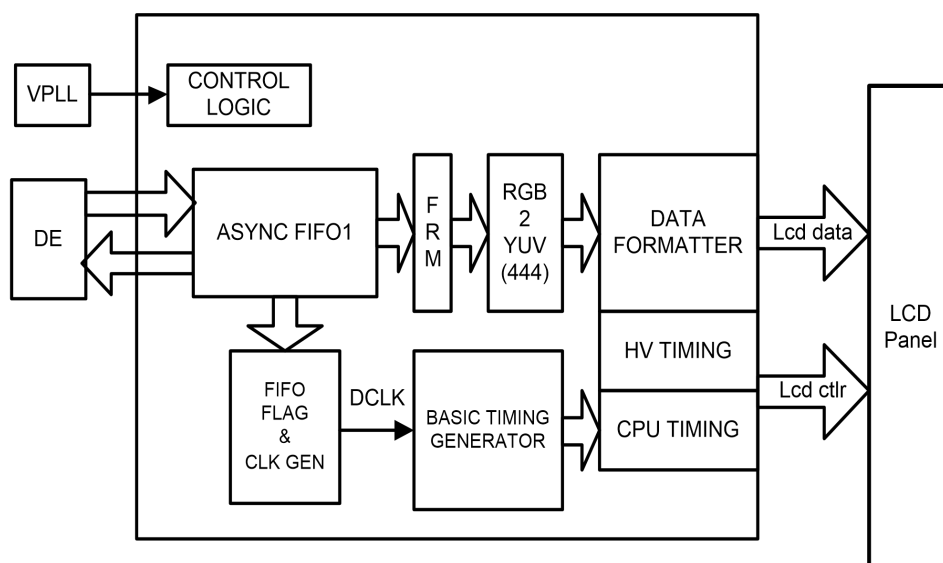 VPLL
CONTROL
LOGIC
DE
ASYNC FIFO1
F
R
M
RGB
2
YUV
(444)
DATA
FORMATTER
Lcd data
LCD
Panel
HV TIMING
Lcd ctlr
FIFO
FLAG
&
CLK GEN
DCLK
BASIC TIMING
GENERATOR
CPU TIMING